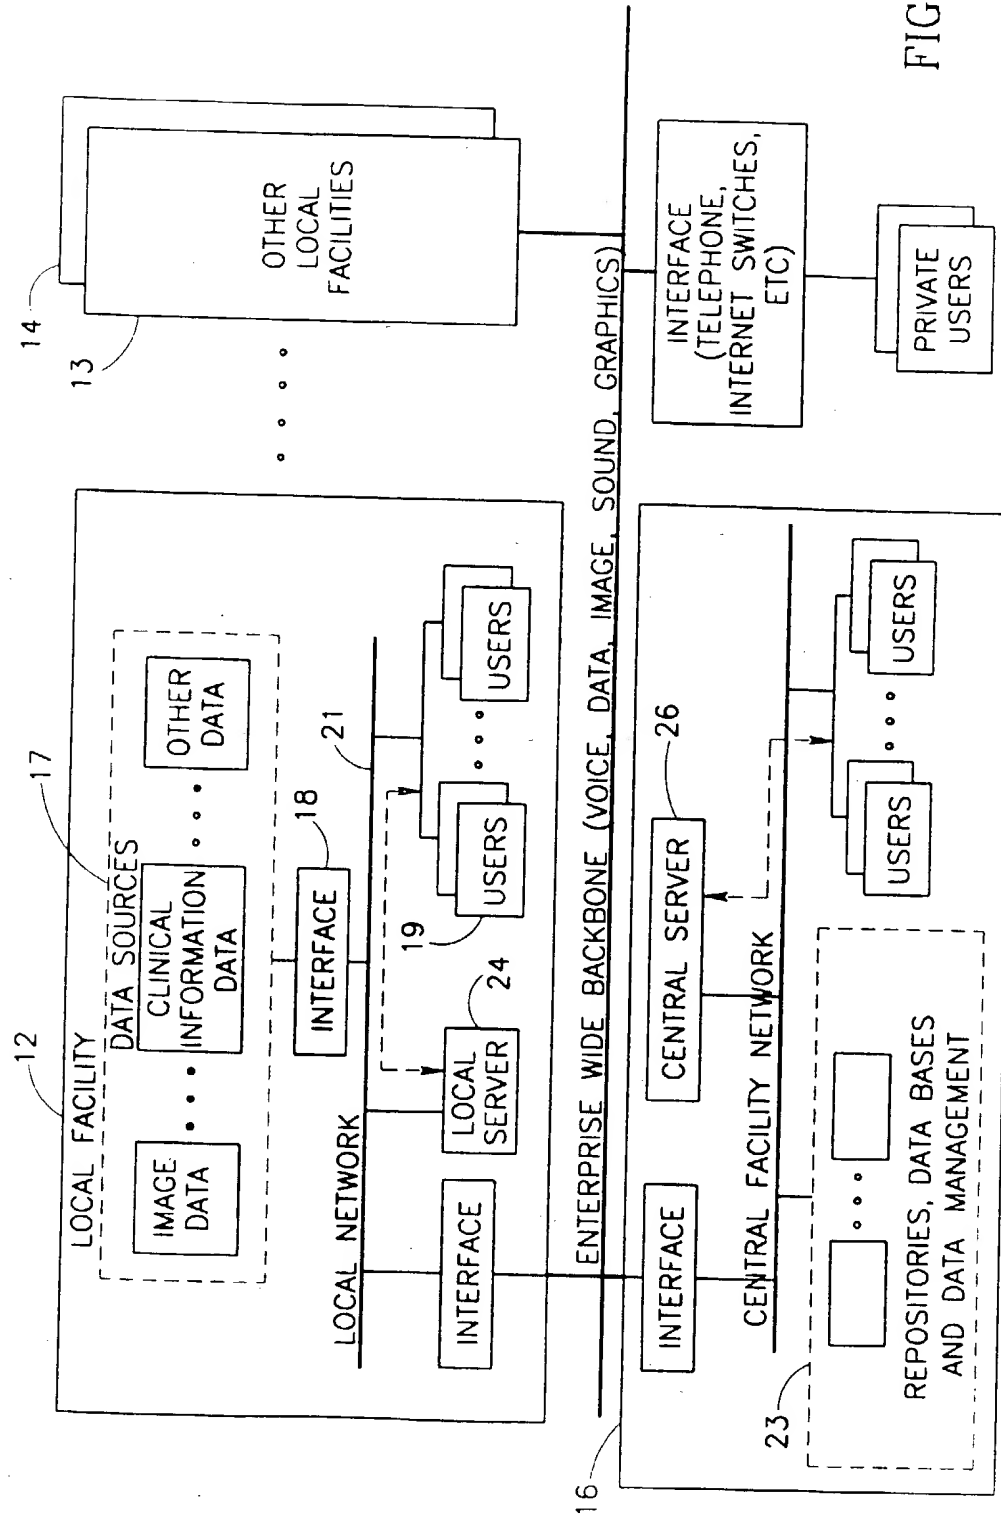 12
LOCAL FACILITY
17
DATA SOURCES
IMAGE
DATA
CLINICAL
INFORMATION
DATA
OTHER
DATA
INTERFACE
18
21
LOCAL NETWORK
INTERFACE
LOCAL
SERVER
24
19
USERS
USERS
14
13
OTHER
LOCAL
FACILITIES
ENTERPRISE WIDE BACKBONE (VOICE, DATA, IMAGE, SOUND, GRAPHICS)
16
INTERFACE
CENTRAL SERVER
26
CENTRAL FACILITY NETWORK
23
REPOSITORIES, DATA BASES
AND DATA MANAGEMENT
USERS
USERS
INTERFACE
(TELEPHONE,
INTERNET SWITCHES,
ETC)
PRIVATE
USERS
FIG